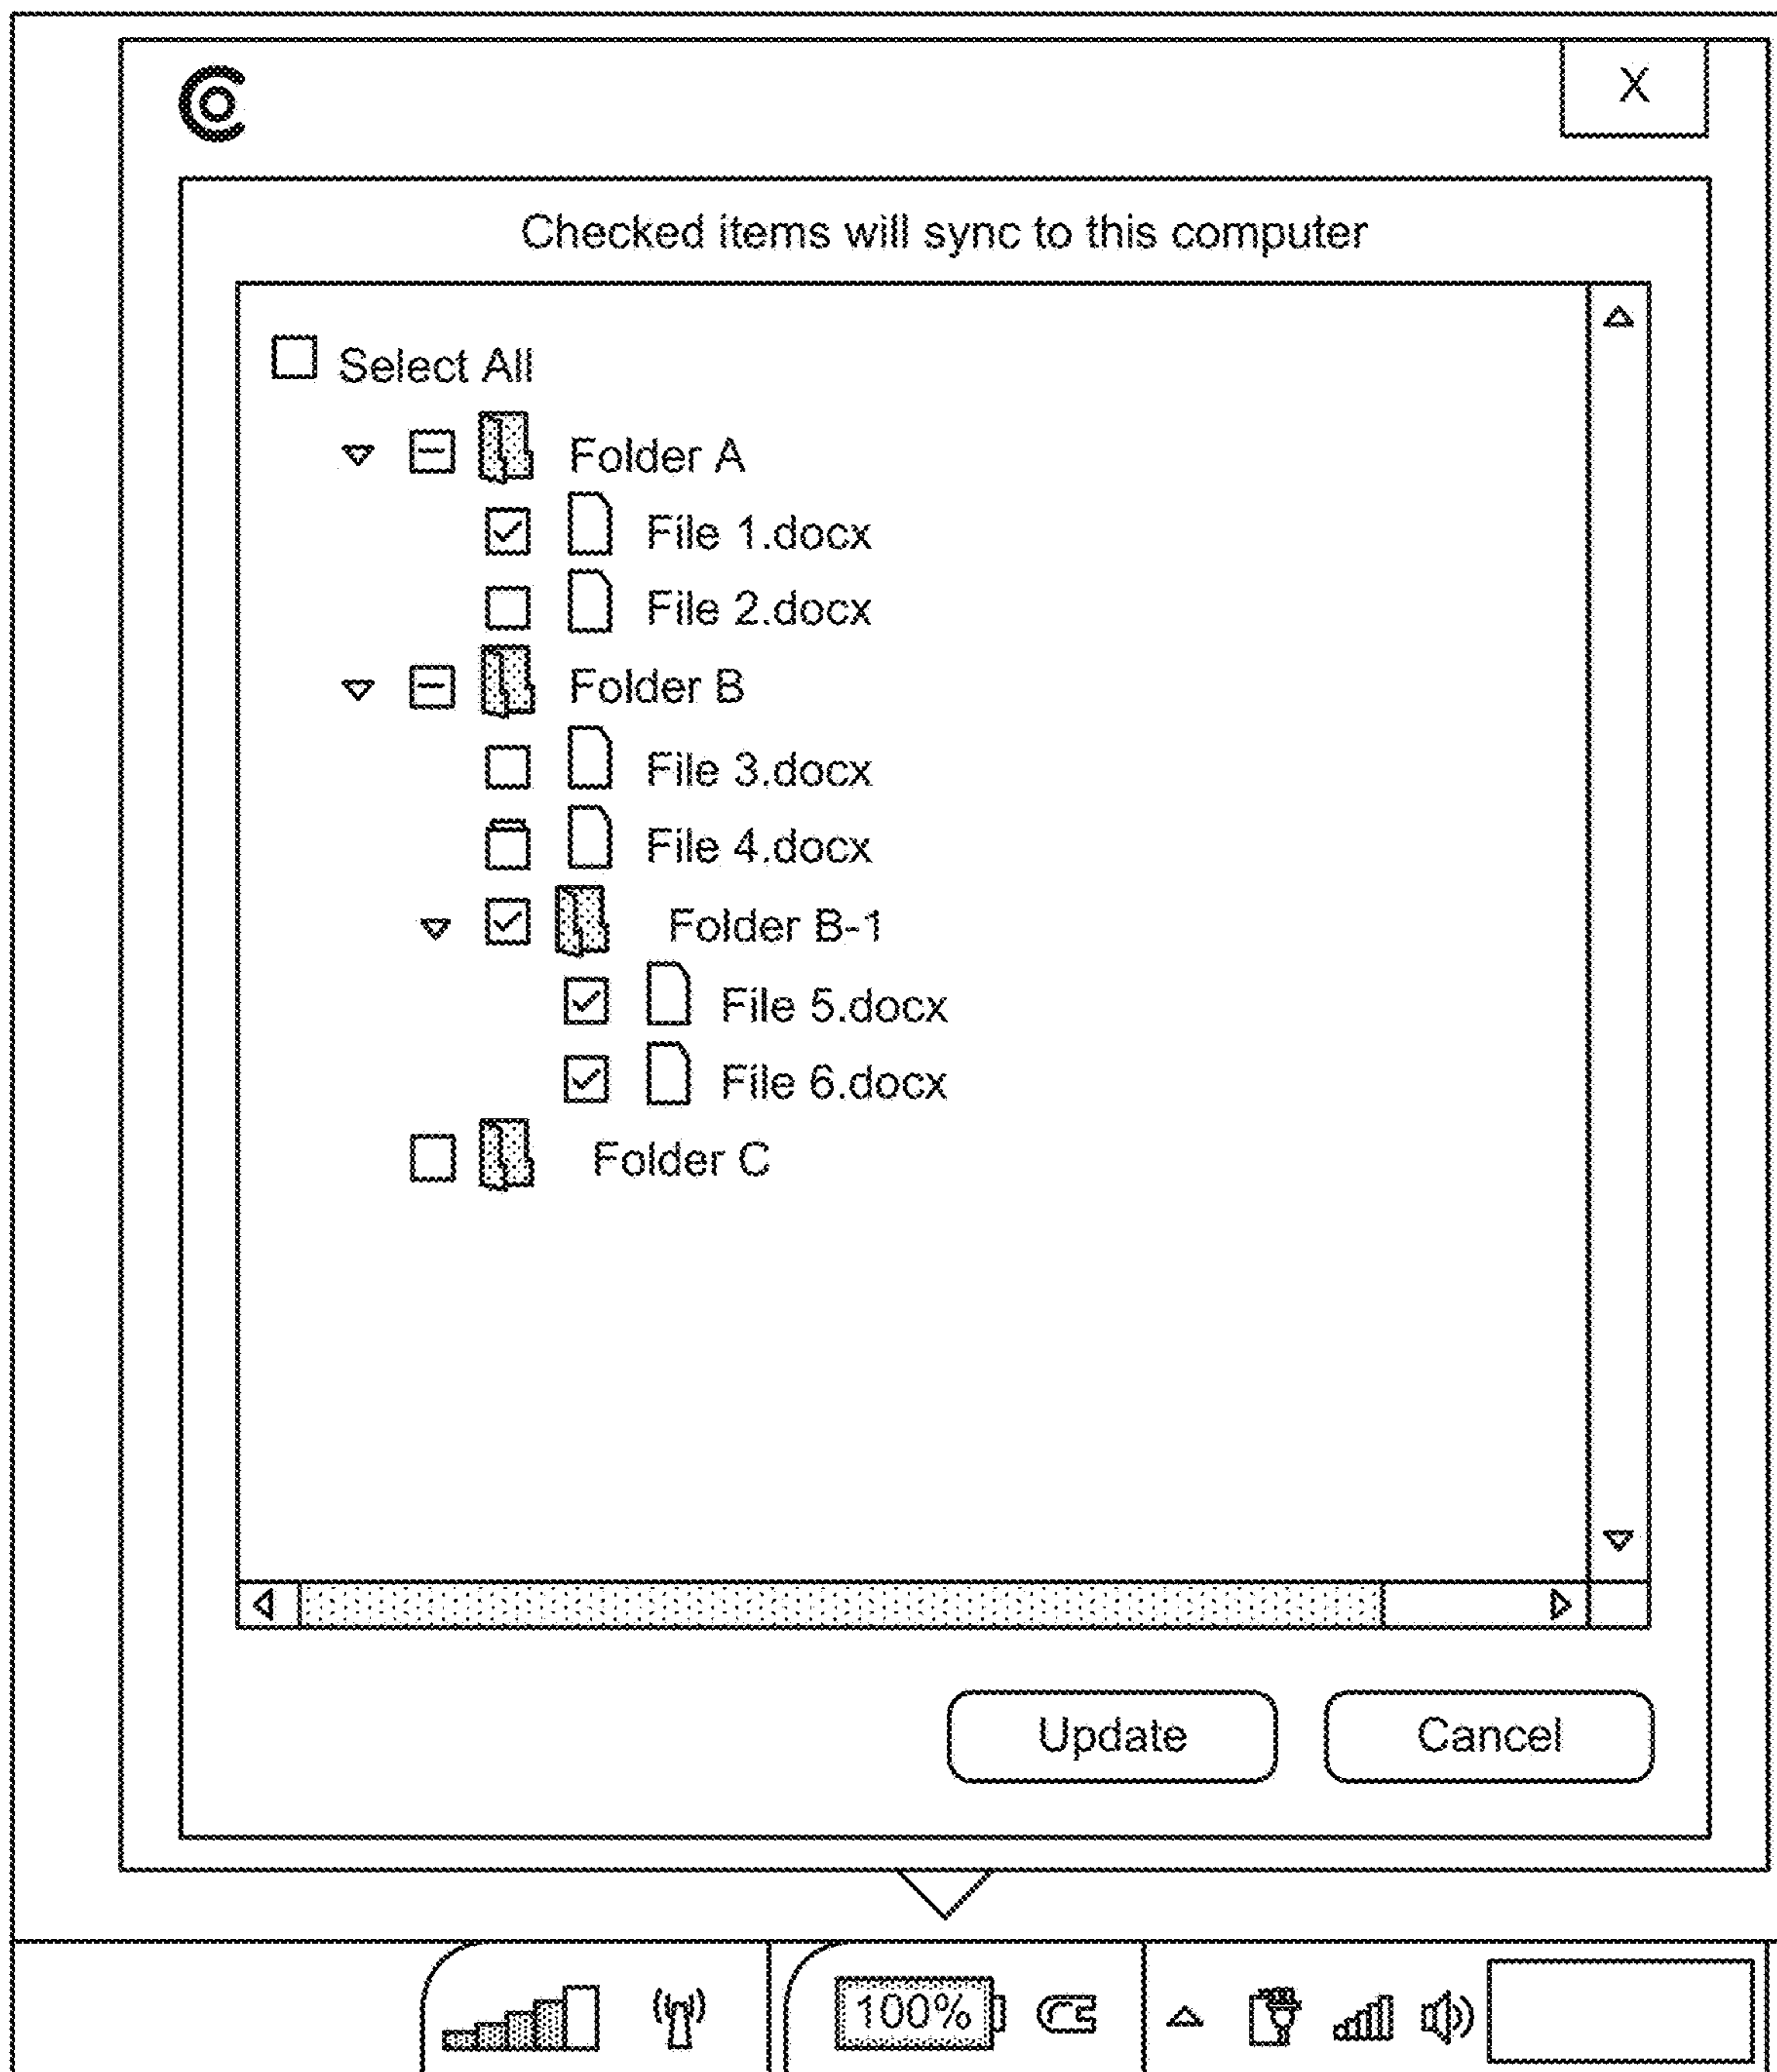 X
Checked items will sync to this computer
Select All
Folder A
File 1.docx
File 2.docx
Folder B
File 3.docx
File 4.docx
Folder B-1
File 5.docx
File 6.docx
Folder C
Update
Cancel
100%